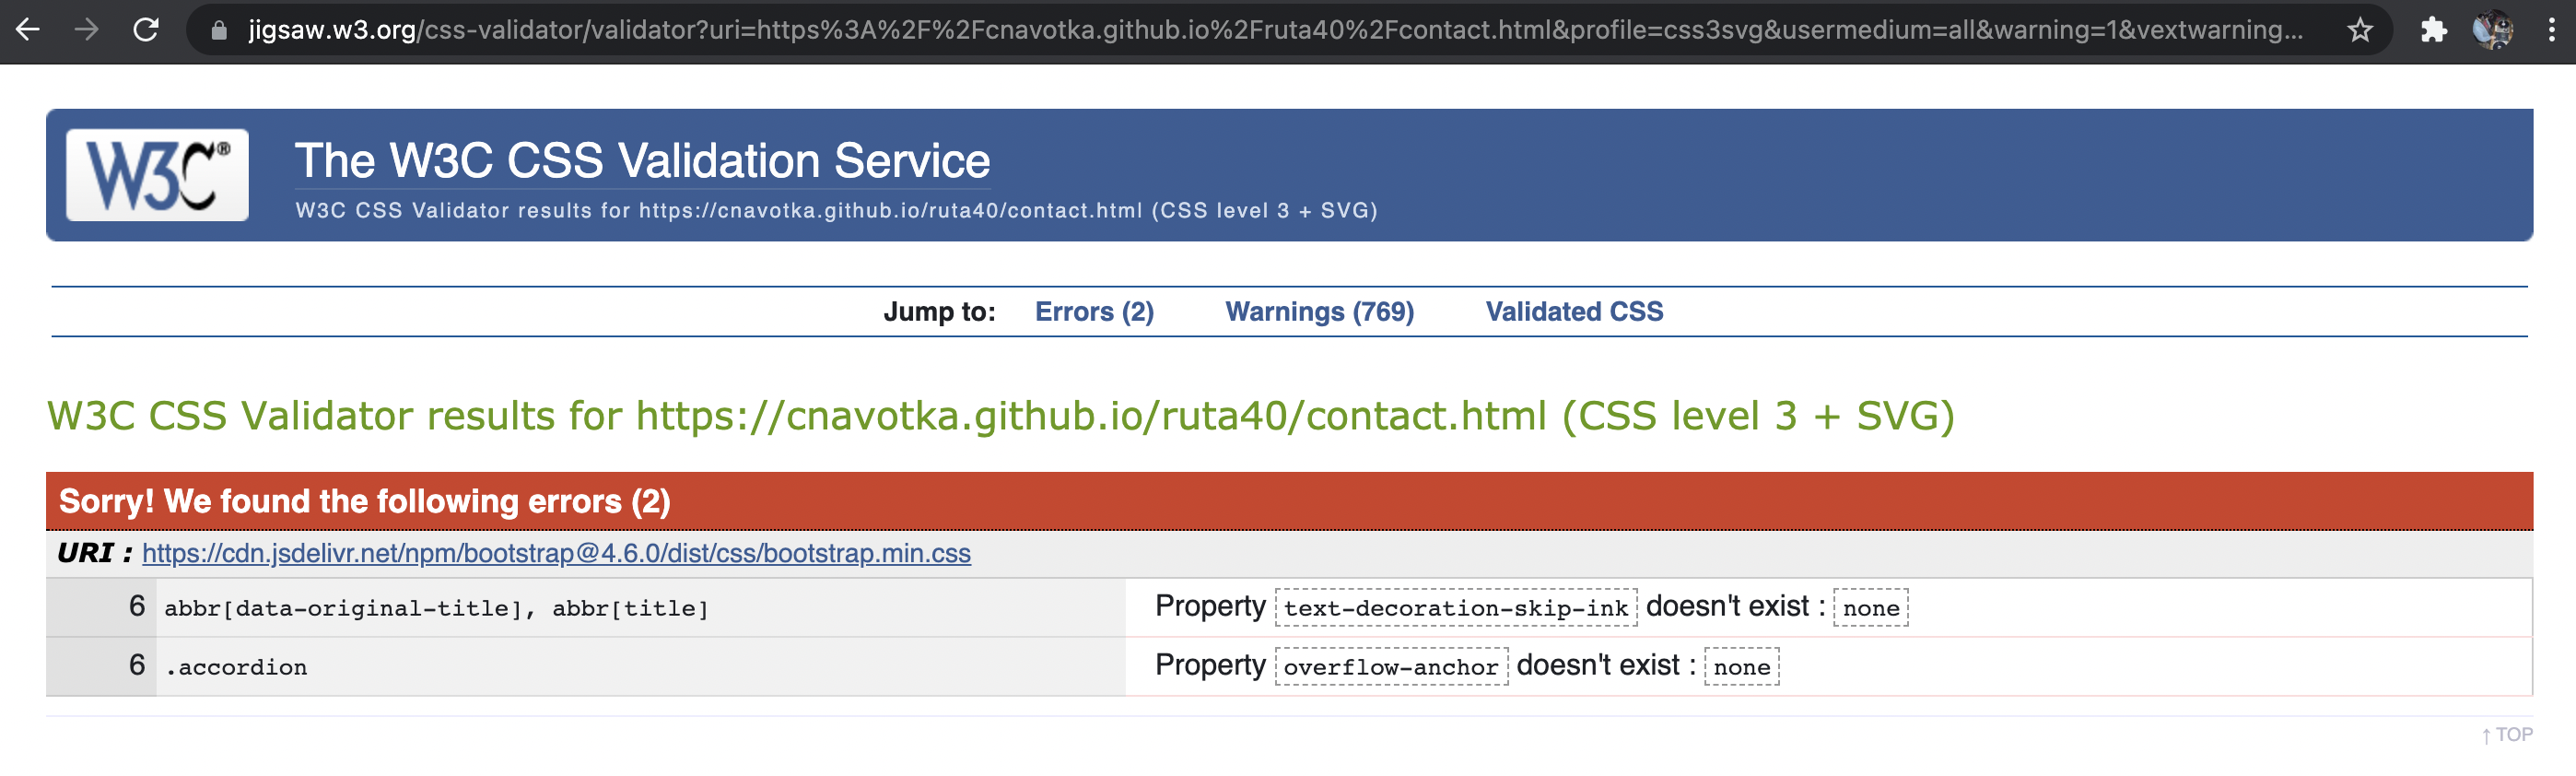 jigsaw.w3.org/css-validator/validator?uri=https%3A%2F%2Fcnavotka.github.io%2Fruta40%2Fcontact.html&profile=css3svg&usermedium=all&warning=1&vextwarning...
W3C®
The W3C CSS Validation Service
W3C CSS Validator results for https://cnavotka.github.io/ruta40/contact.html (CSS level 3 + SVG)
Jump to: Errors (2) Warnings (769) Validated CSS
W3C CSS Validator results for https://cnavotka.github.io/ruta40/contact.html (CSS level 3 + SVG)
Sorry! We found the following errors (2)
URI : https://cdn.jsdelivr.net/npm/bootstrap@4.6.0/dist/css/bootstrap.min.css
6 abbr[data-original-title], abbr[title] Property text-decoration-skip-ink doesn't exist : none
6 .accordion Property overflow-anchor doesn't exist : none
↑ TOP